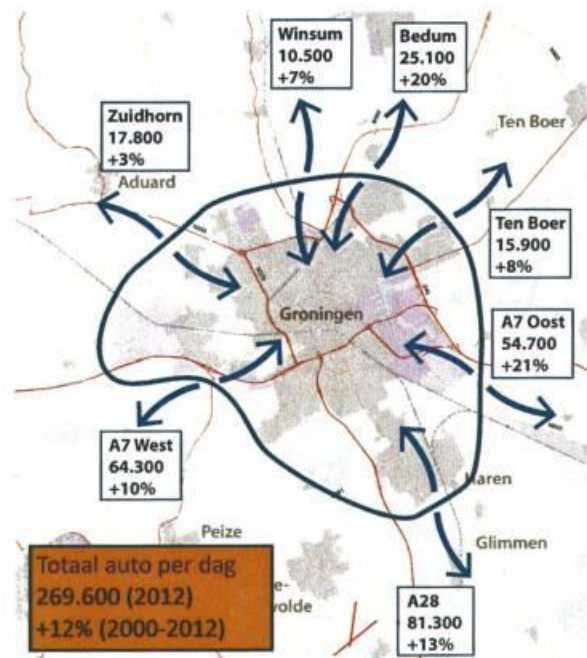 Winsum
10.500
+7%
Bedum
25.100
+20%
Zuidhorn
17.800
+3%
Aduard
Ten Boer
Ten Boer
15.900
+8%
Groningen
A7 Oost
54.700
+21%
A7 West
64.300
+10%
Haren
Peize
Glimmen
Totaal auto per dag
269.600 (2012)
+12% (2000-2012)
e-
volde
A28
81.300
+13%